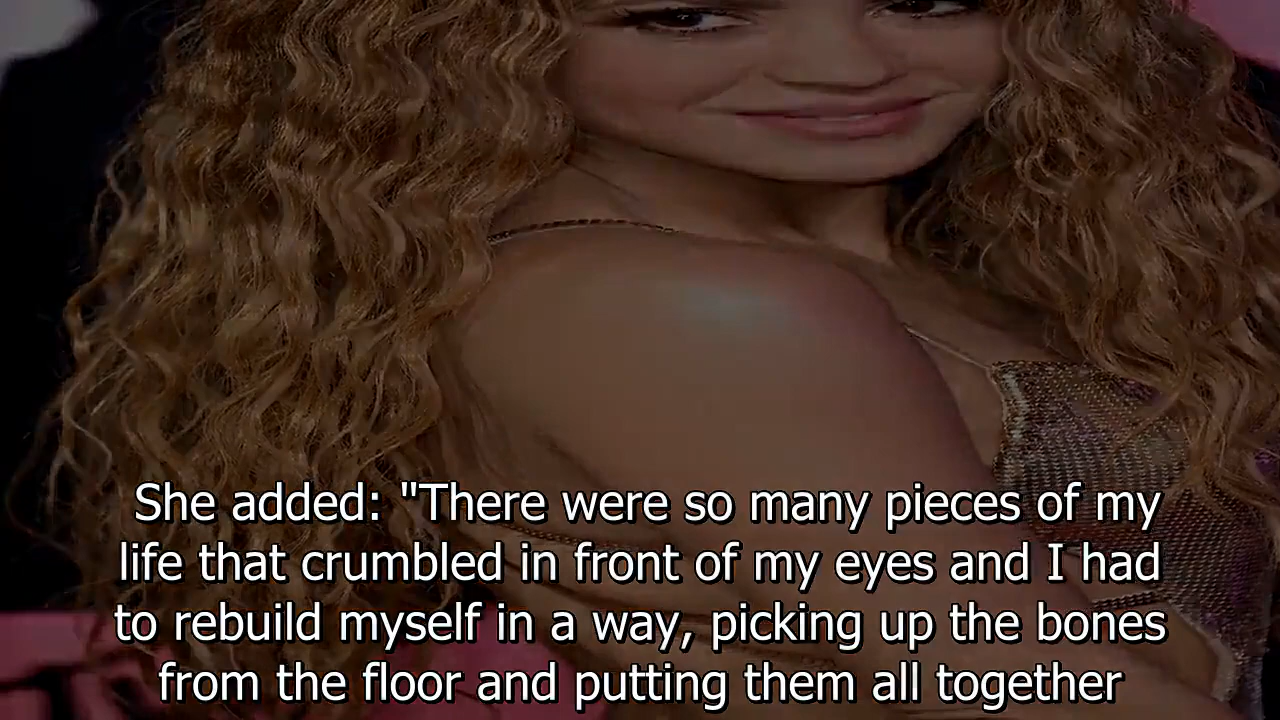 She added: "There were so many pieces of my
life that crumbled in front of my eyes and I had
to rebuild myself in a way, picking up the bones
from the floor and putting them all together